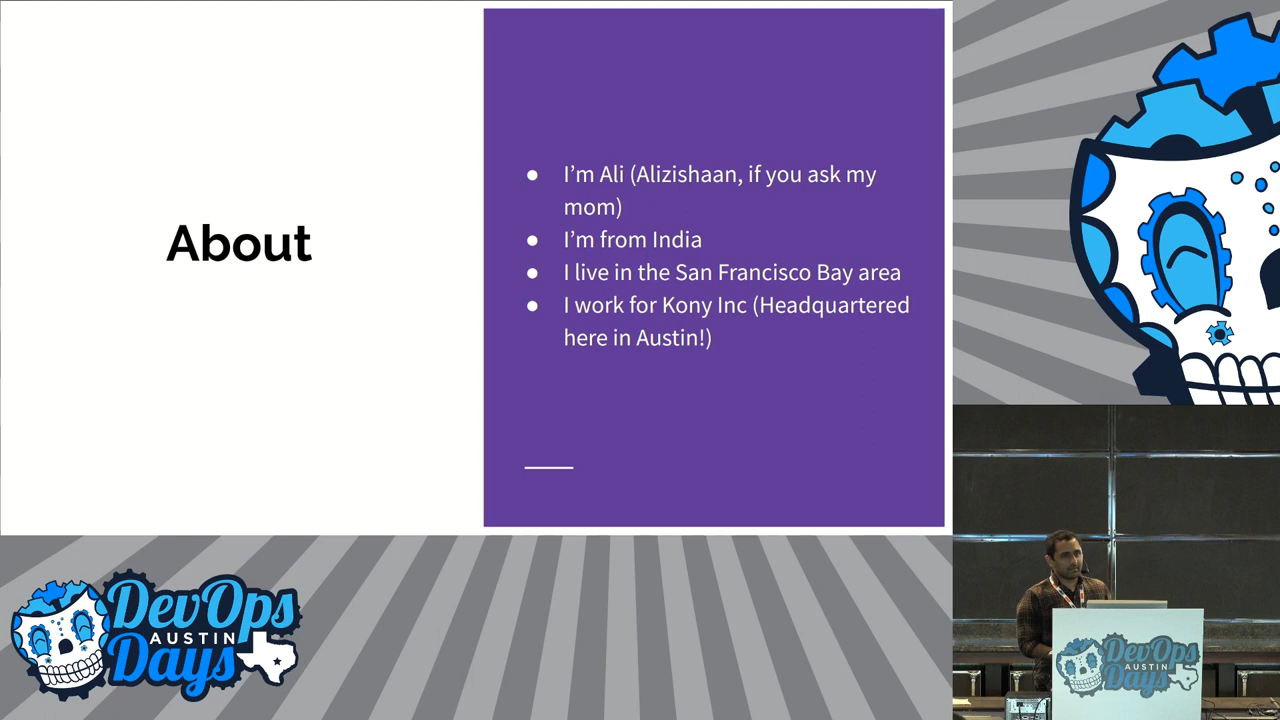 About
● I’m Ali (Alizishaan, if you ask my
mom)
● I’m from India
● I live in the San Francisco Bay area
● I work for Kony Inc (Headquartered
here in Austin!)
DevOps
AUSTIN
Days
DevOps
AUSTIN
Days